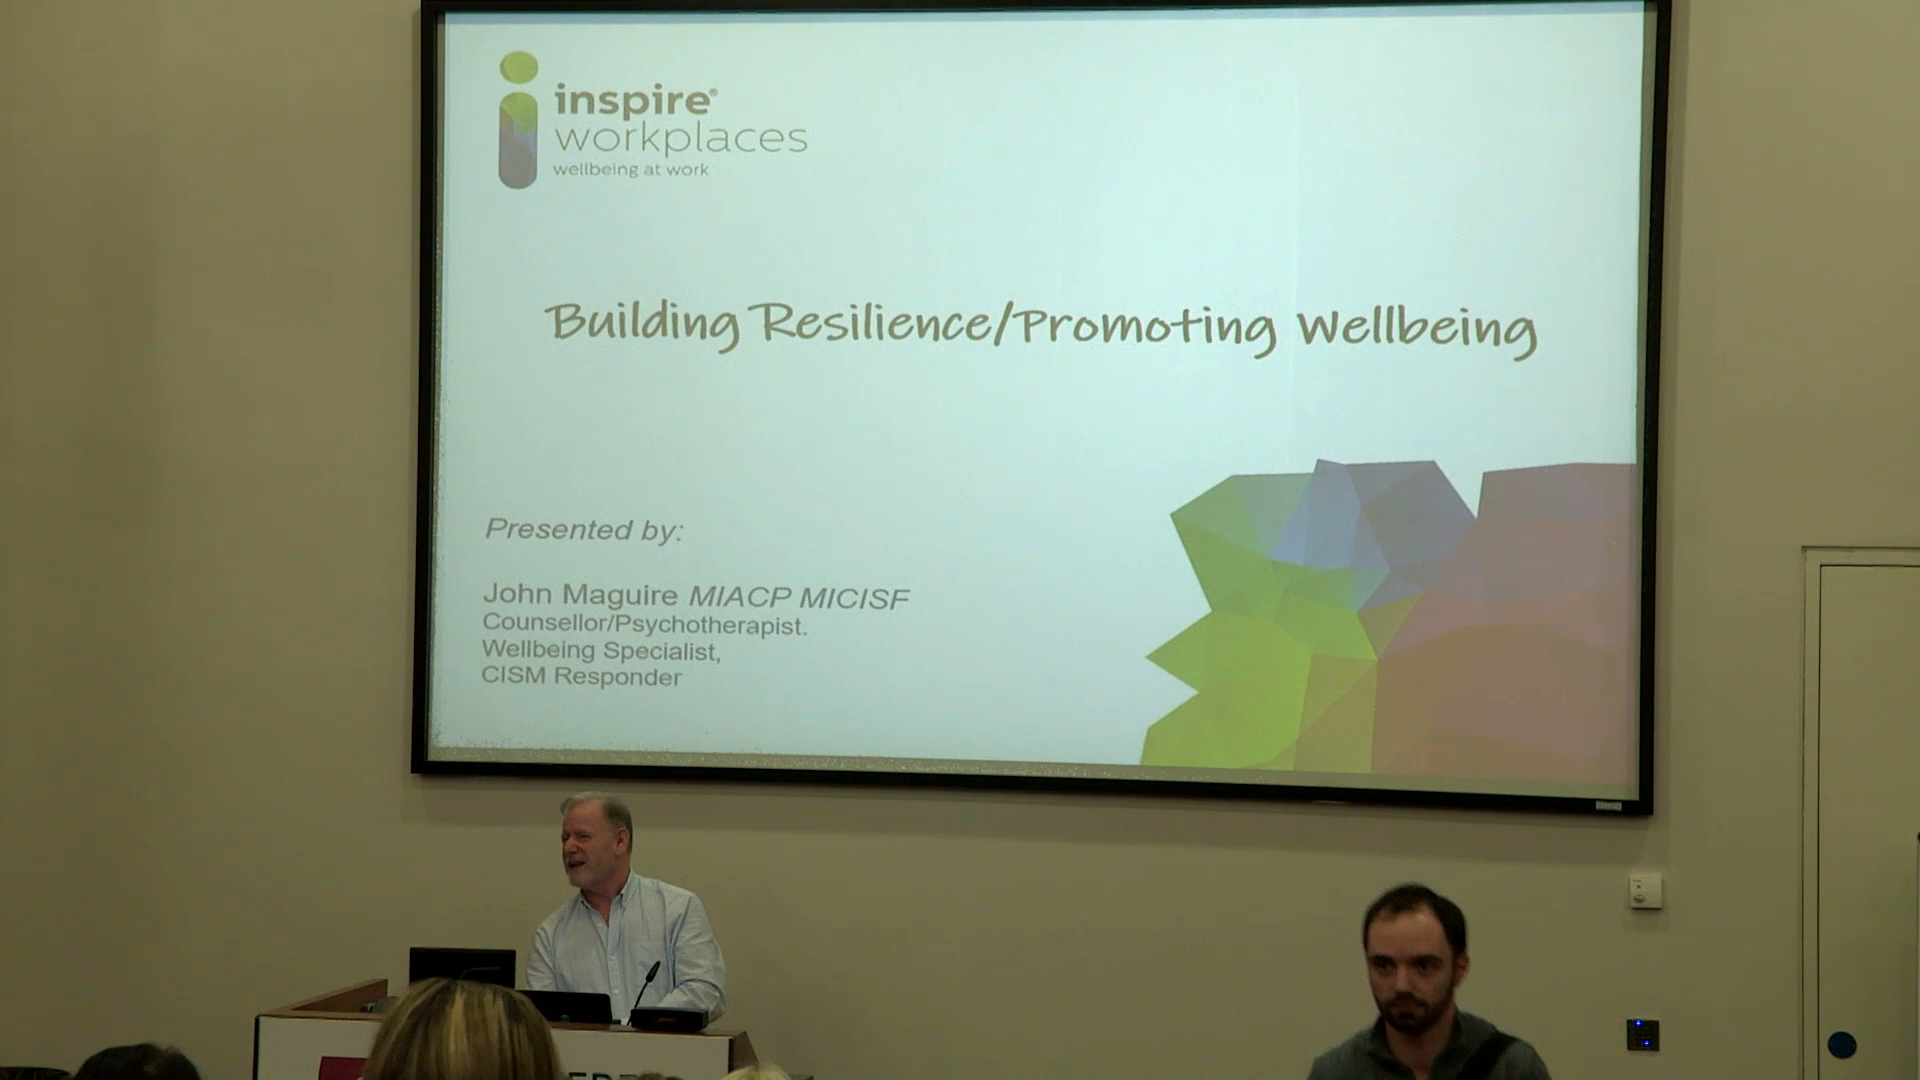 inspire®
workplaces
wellbeing at work
Building Resilience/Promoting Wellbeing
Presented by:
John Maguire MIACP MICISF
Counsellor/Psychotherapist.
Wellbeing Specialist,
CISM Responder